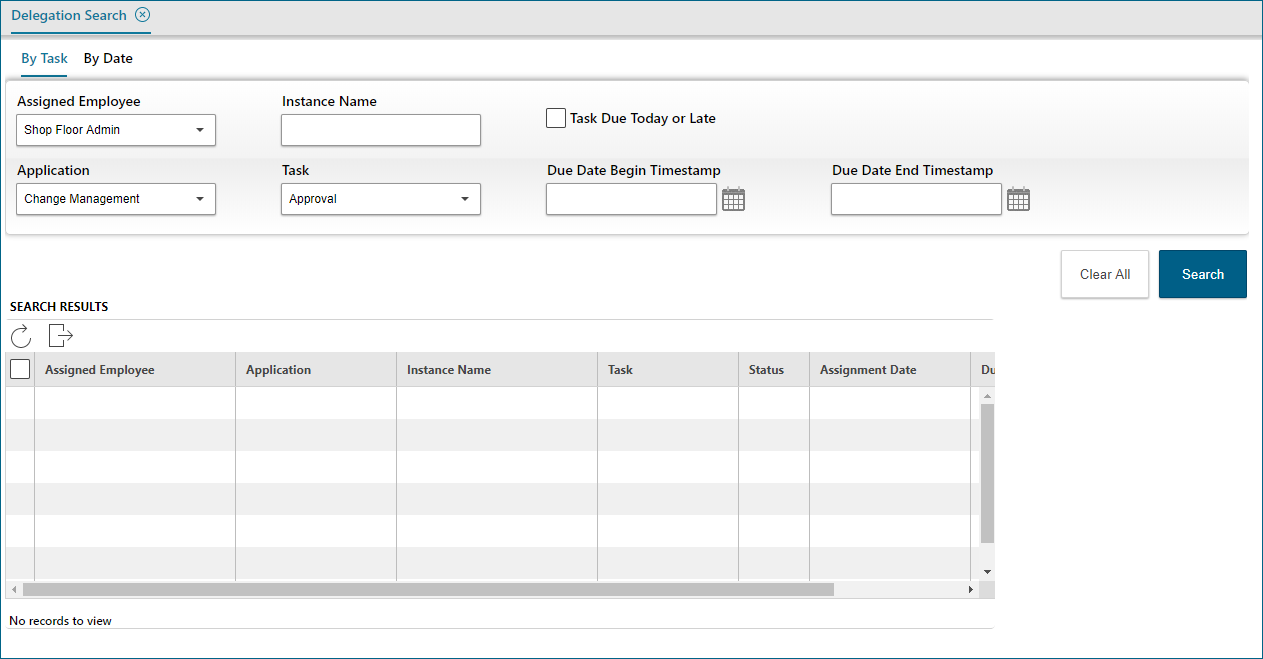 Delegation Search
By Task By Date
Assigned Employee Instance Name
Shop Floor Admin
Task Due Today or Late
Application Task Due Date Begin Timestamp Due Date End Timestamp
Change Management Approval
Clear All Search
SEARCH RESULTS
Assigned Employee Application Instance Name Task Status Assignment Date Du
No records to view